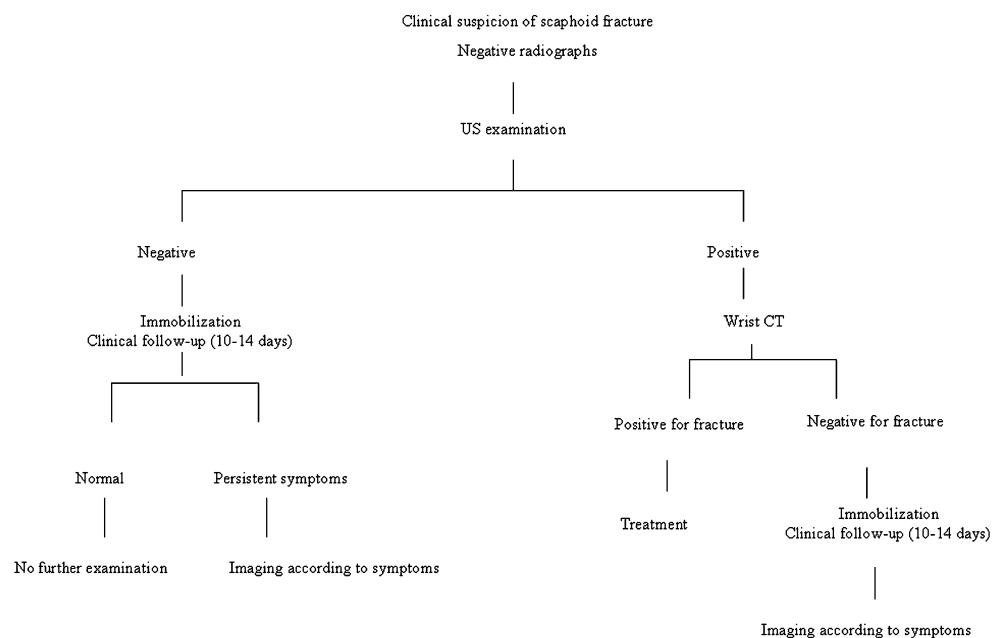 Clinical suspicion of scaphoid fracture
Negative radiographs
US examination
Negative
Positive
Immobilization
Clinical follow-up (10-14 days)
Wrist CT
Positive for fracture
Negative for fracture
Normal
Persistent symptoms
Treatment
Immobilization
Clinical follow-up (10-14 days)
No further examination
Imaging according to symptoms
Imaging according to symptoms